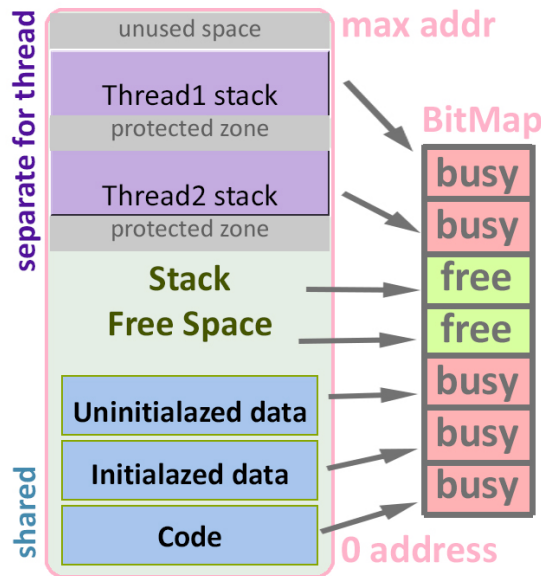 unused space
max addr
separate for thread
Thread1 stack
protected zone
BitMap
busy
Thread2 stack
busy
protected zone
Stack
free
Free Space
free
busy
Uninitialazed data
busy
Initialazed data
busy
shared
Code
0 address